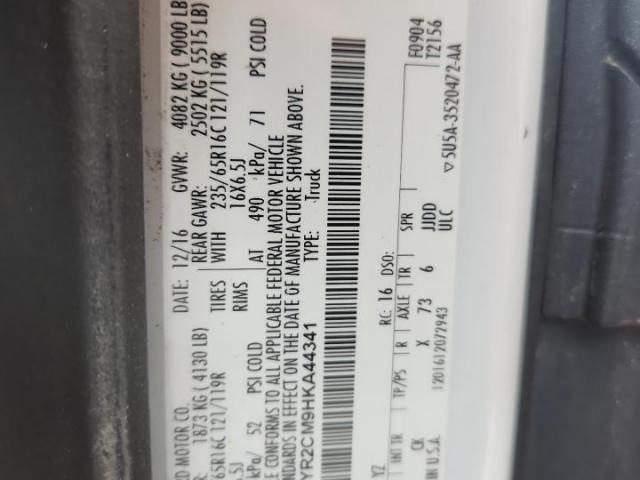 D MOTOR CO. DATE: 12/16 GVWR: 4082 KG ( 9000 LB
1873 KG ( 4130 LB) REAR GAWR: 2502 KG ( 5515 LB)
65R16C 121/119R TIRES WITH 235/65R16C 121/119R
6.5J RIMS 16X6.5J
kPa/ 52 PSI COLD AT 490 kPa/ 71 PSI COLD
E CONFORMS TO ALL APPLICABLE FEDERAL MOTOR VEHICLE
NDARDS IN EFFECT ON THE DATE OF MANUFACTURE SHOWN ABOVE.
YR2CM9HKA44341 TYPE: Truck
F0904
T2156
YZ RC: 16 DSO:
INT TR TP/PS R AXLE TR SPR
CK X 73 6 JJDD
IN U.S.A. 1201612072943 ULC
▽5U5A-3520472-AA